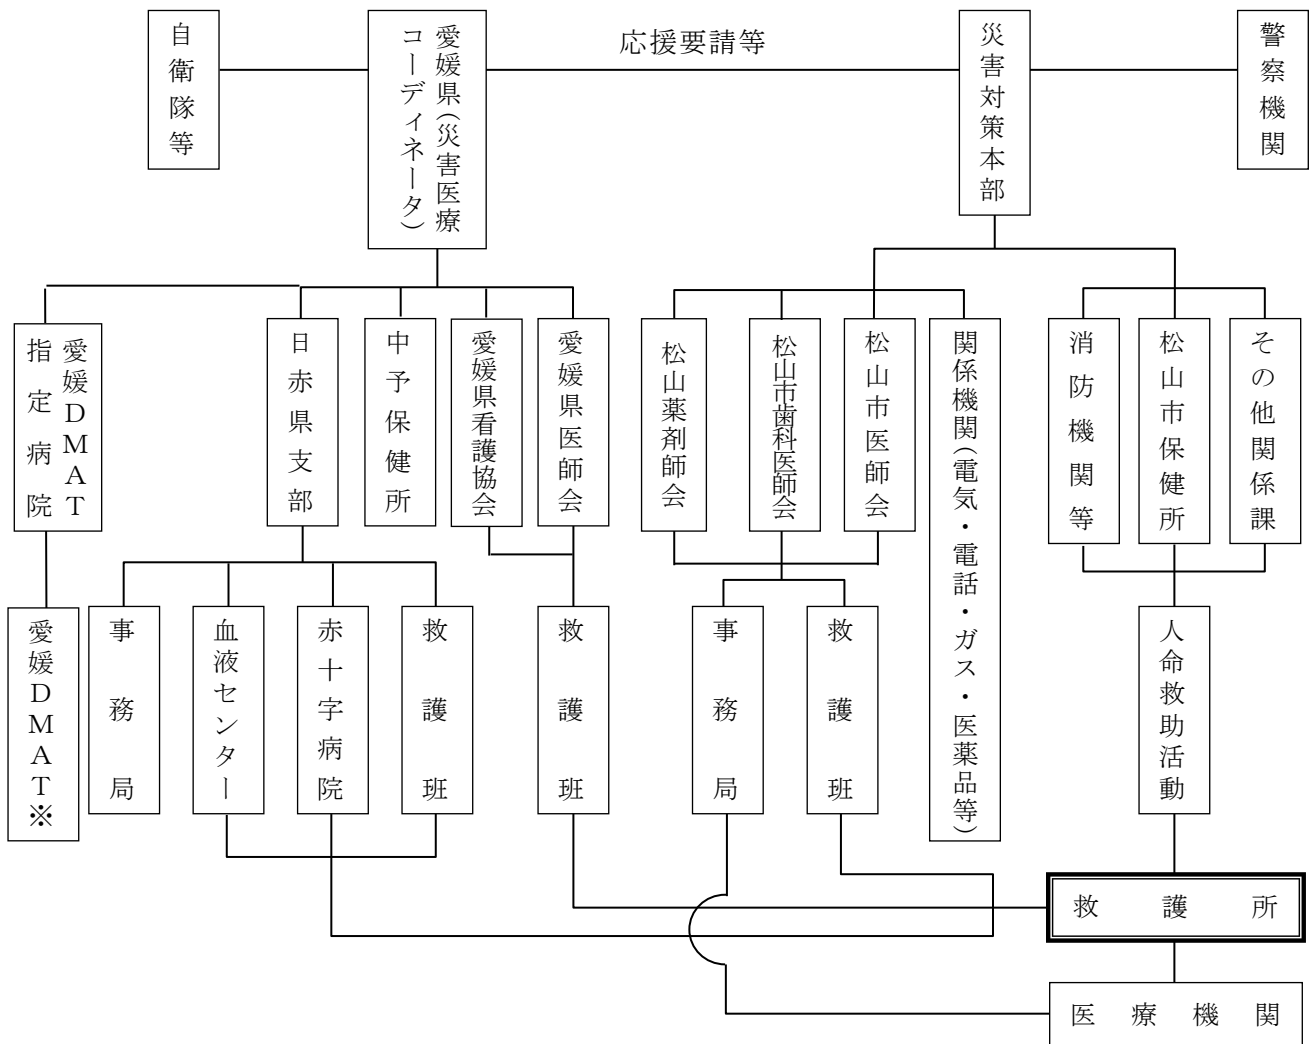 自衛隊等
愛媛県(災害医療
コーディネータ)
応援要請等
災害対策本部
警察機関
愛媛DMAT
指定病院
日赤県支部
中予保健所
愛媛県看護協会
愛媛県医師会
松山薬剤師会
松山市歯科医師会
松山市医師会
関係機関(電気・電話・ガス・医薬品等)
消防機関等
松山市保健所
その他関係課
愛媛DMAT※
事務局
血液センター
赤十字病院
救護班
救護班
事務局
救護班
人命救助活動
救護所
医療機関